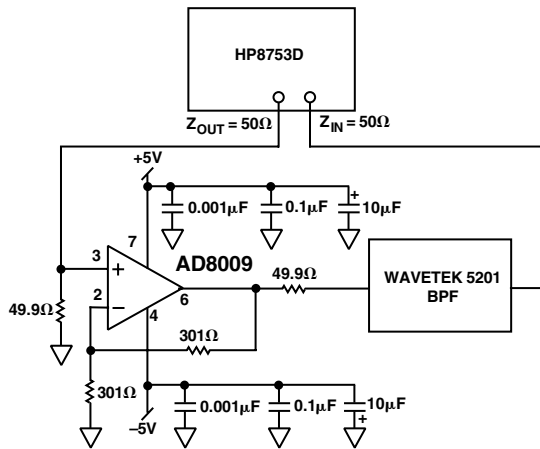 HP8753D
Z_OUT = 50Ω
Z_IN = 50Ω
+5V
0.001µF
0.1µF
+
10µF
7
AD8009
3
+
2
−
6
4
49.9Ω
49.9Ω
WAVETEK 5201
BPF
301Ω
301Ω
−5V
0.001µF
0.1µF
10µF
+